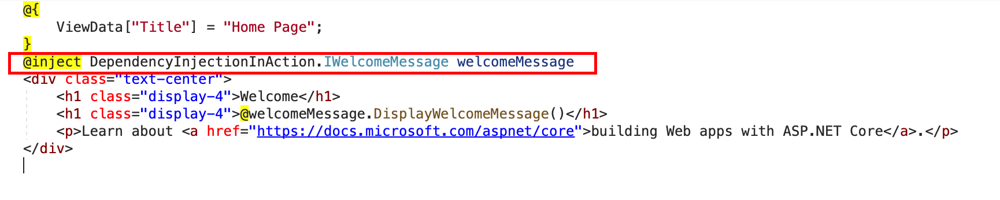 @{
ViewData["Title"] = "Home Page";
}
@inject DependencyInjectionInAction.IWelcomeMessage welcomeMessage
<div class="text-center">
<h1 class="display-4">Welcome</h1>
<h1 class="display-4">@welcomeMessage.DisplayWelcomeMessage()</h1>
<p>Learn about <a href="https://docs.microsoft.com/aspnet/core">building Web apps with ASP.NET Core</a>.</p>
</div>